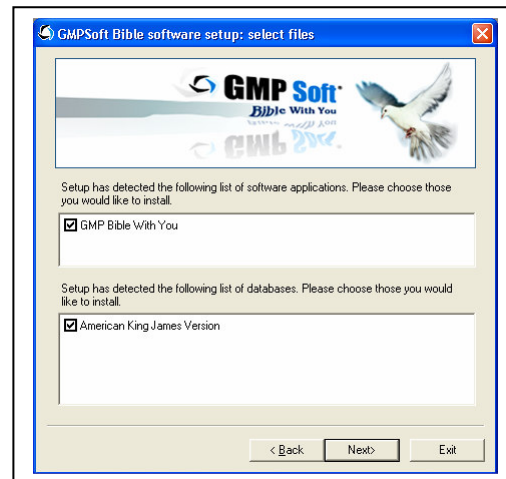 GMPSoft Bible software setup: select files
GMP Soft
Bible With You
Setup has detected the following list of software applications. Please choose those
you would like to install.
GMP Bible With You
Setup has detected the following list of databases. Please choose those you would
like to install.
American King James Version
< Back Next> Exit